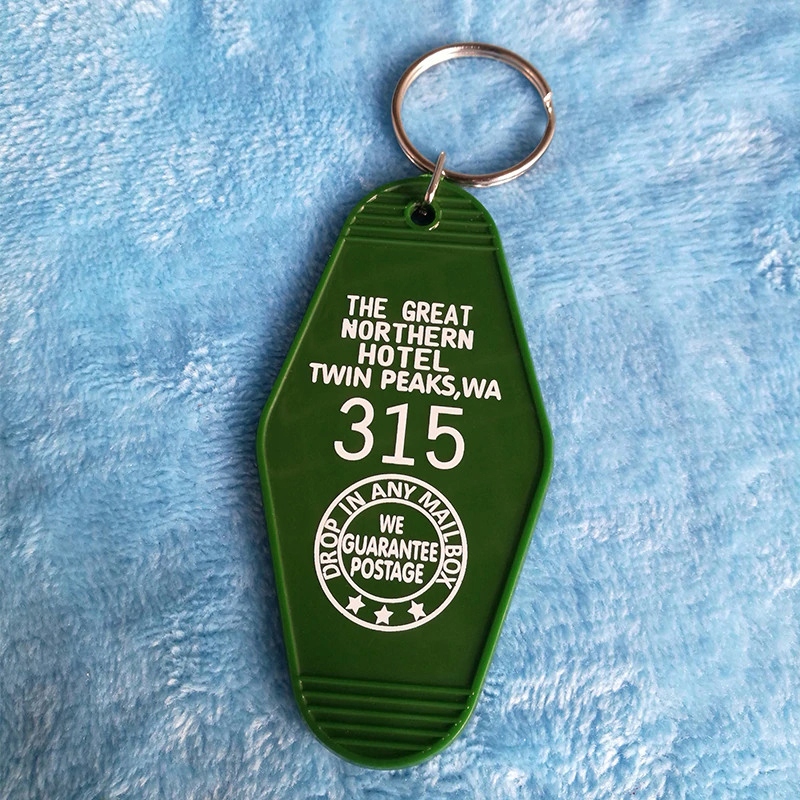 THE GREAT
NORTHERN
HOTEL
TWIN PEAKS,WA
315
DROP IN ANY MAILBOX
WE
GUARANTEE
POSTAGE